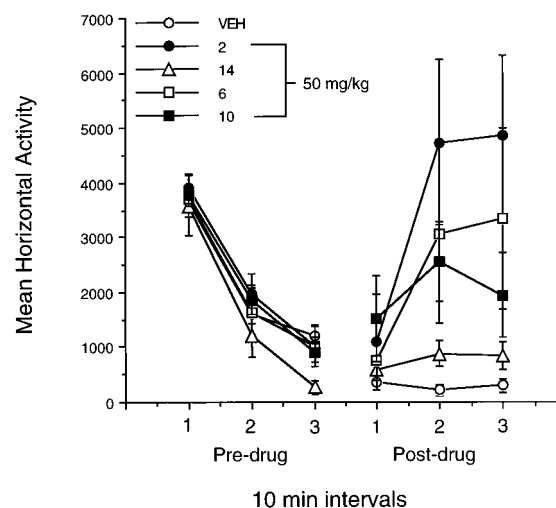 VEH
2
14
6
10
50 mg/kg
7000
6000
5000
4000
3000
2000
1000
0
Mean Horizontal Activity
1 2 3 1 2 3
Pre-drug Post-drug
10 min intervals